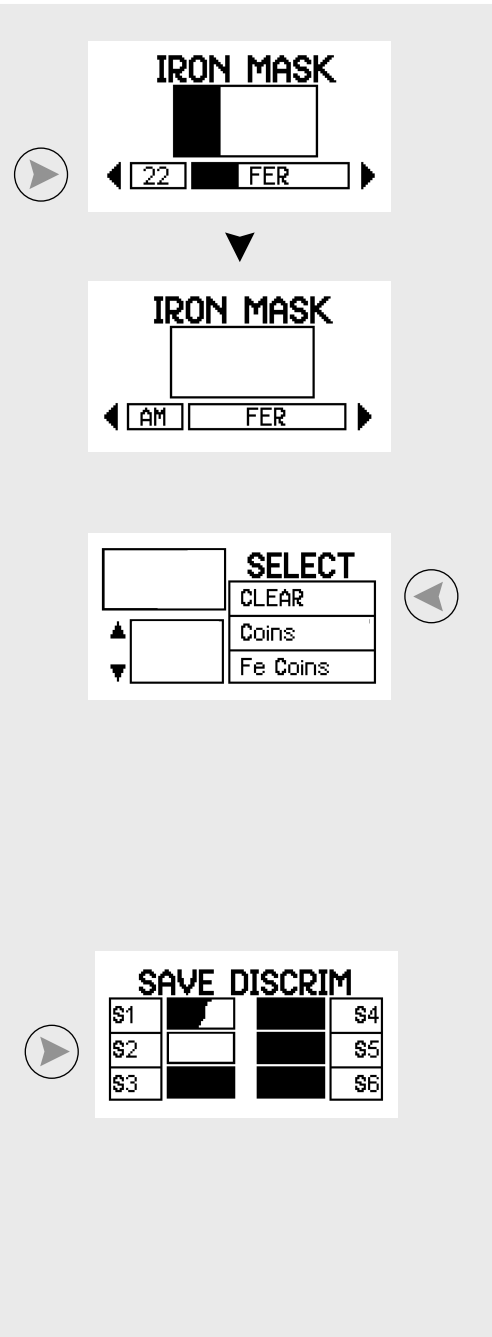 IRON MASK
22 FER
IRON MASK
AM FER
SELECT
CLEAR
Coins
Fe Coins
SAVE DISCRIM
S1 S4
S2 S5
S3 S6